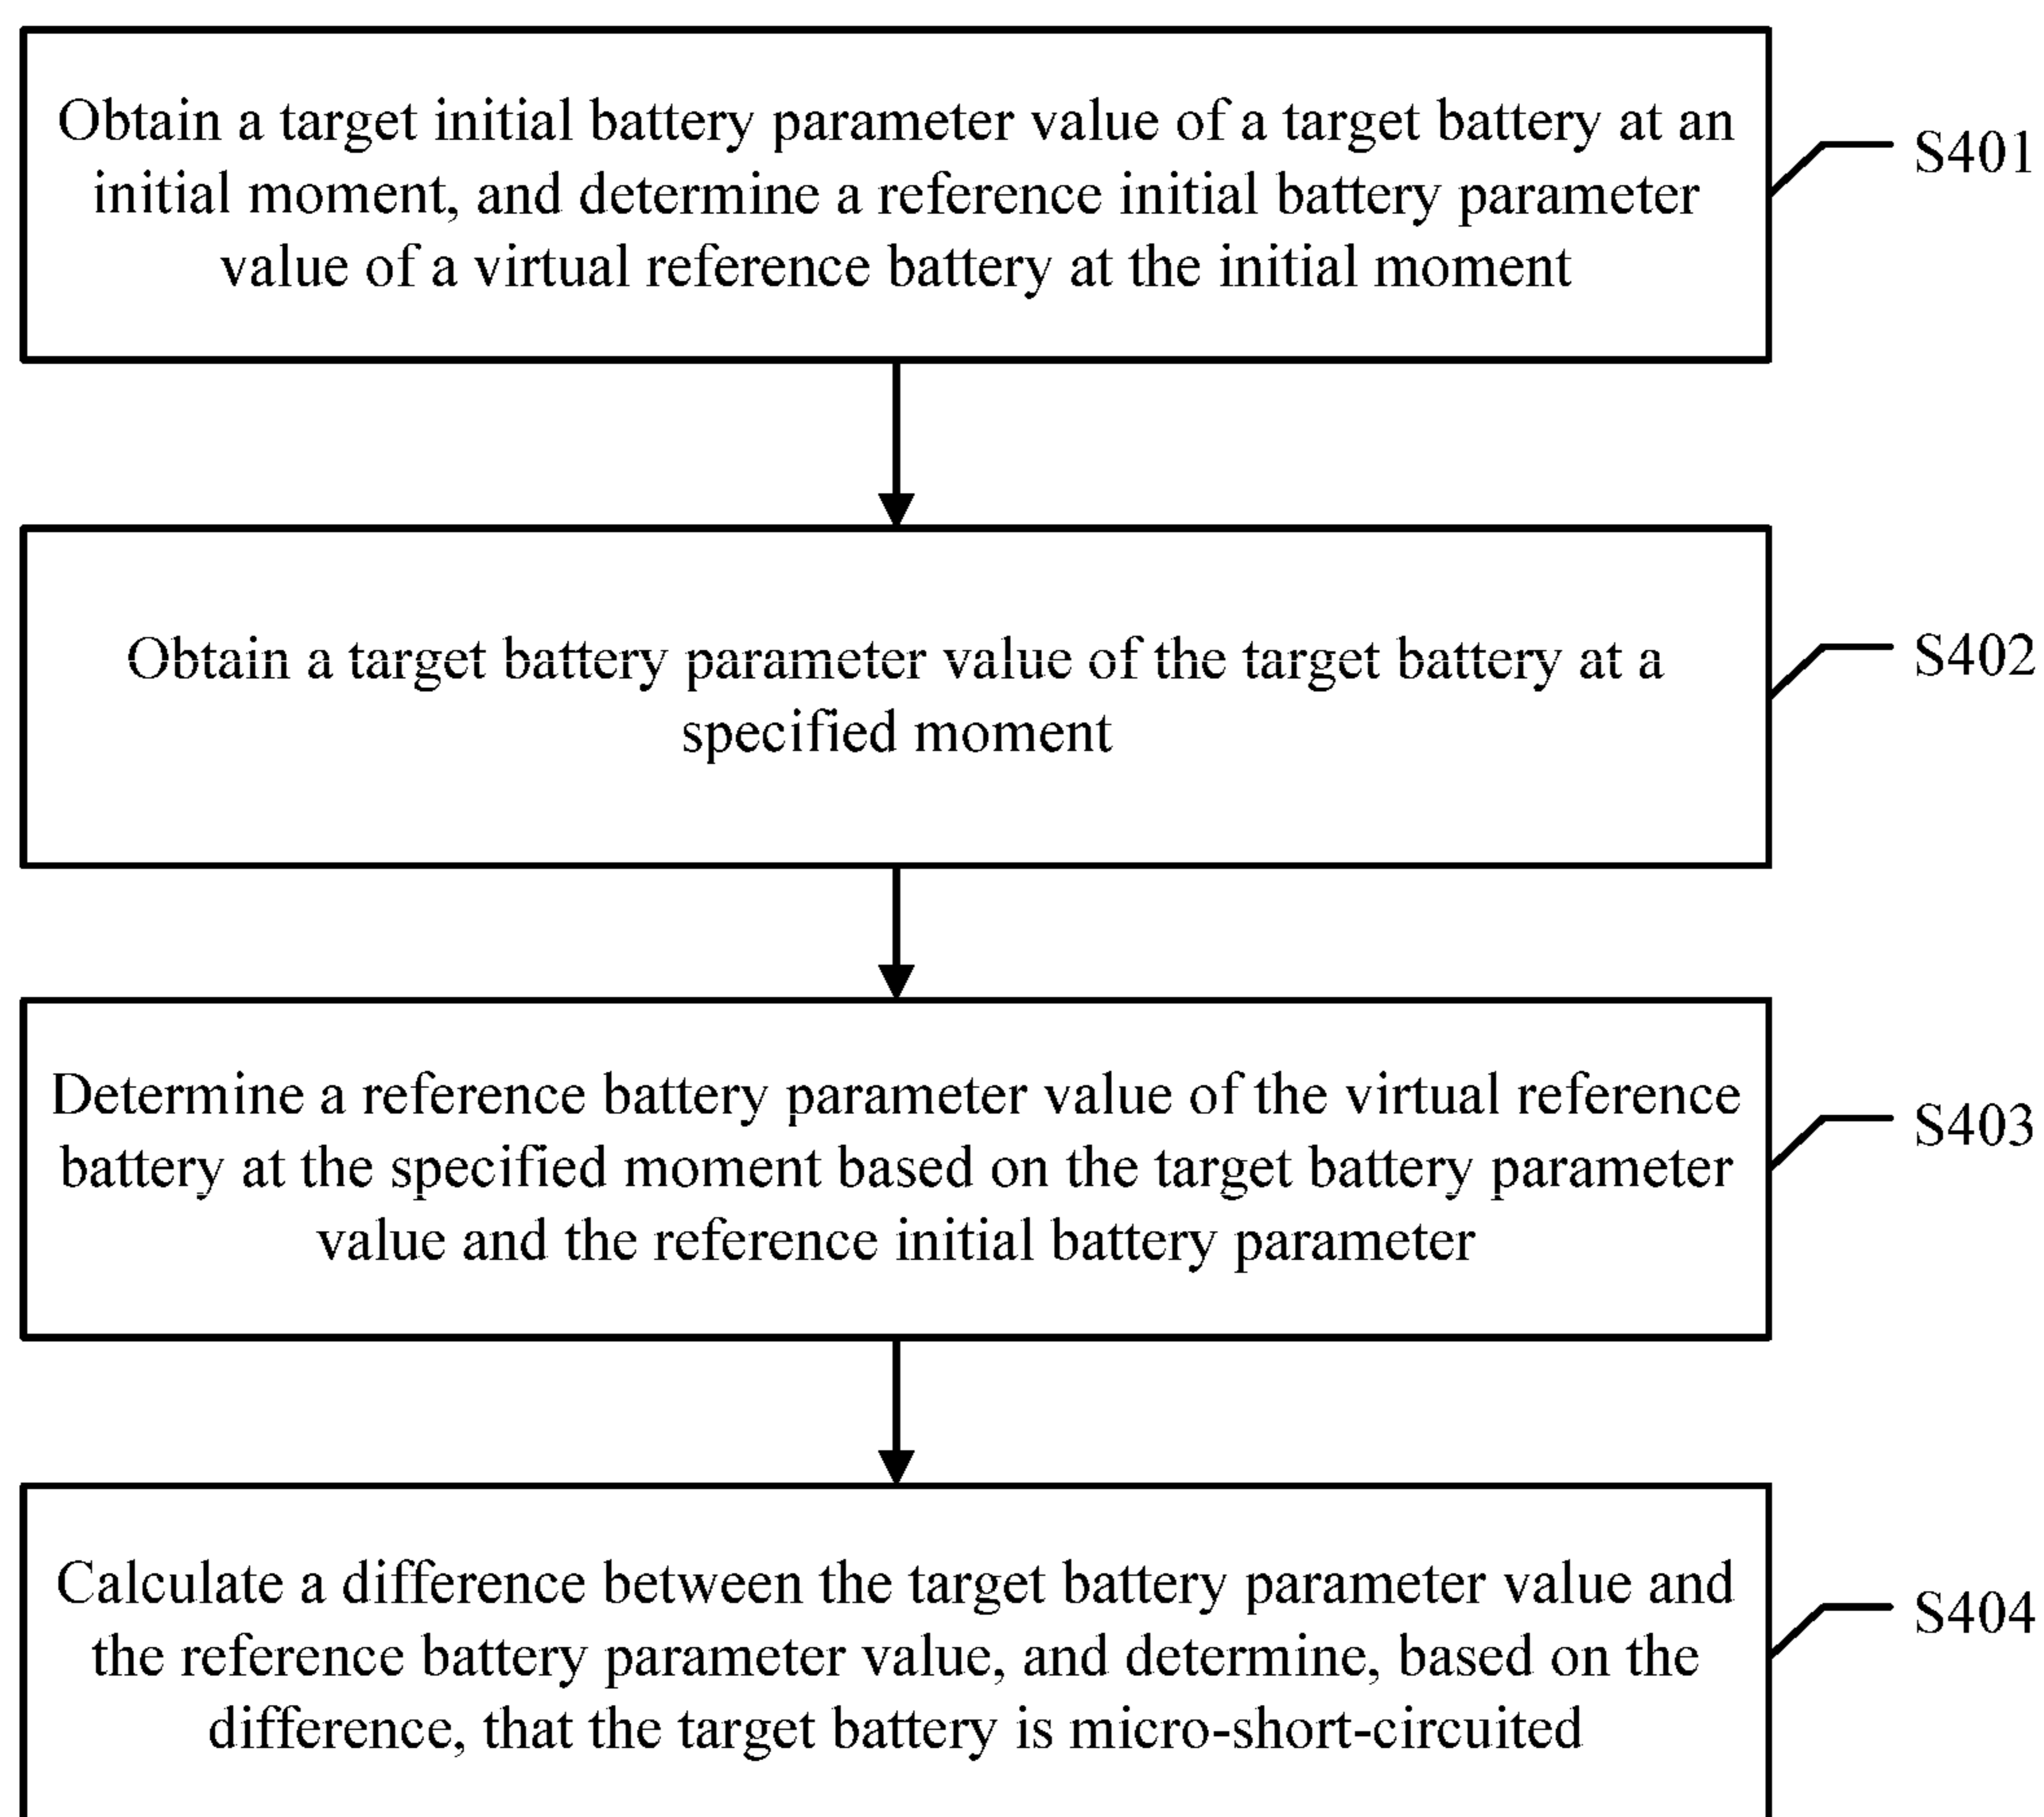 Obtain a target initial battery parameter value of a target battery at an
initial moment, and determine a reference initial battery parameter
value of a virtual reference battery at the initial moment
S401
Obtain a target battery parameter value of the target battery at a
specified moment
S402
Determine a reference battery parameter value of the virtual reference
battery at the specified moment based on the target battery parameter
value and the reference initial battery parameter
S403
Calculate a difference between the target battery parameter value and
the reference battery parameter value, and determine, based on the
difference, that the target battery is micro-short-circuited
S404